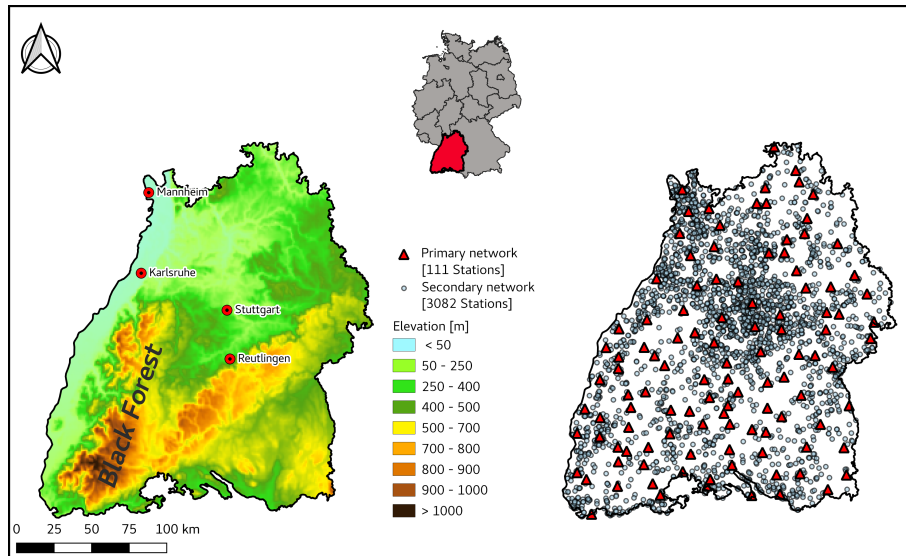 Mannheim
Karlsruhe
Stuttgart
Reutlingen
Black Forest
Primary network
[111 Stations]
Secondary network
[3082 Stations]
Elevation [m]
< 50
50 - 250
250 - 400
400 - 500
500 - 700
700 - 800
800 - 900
900 - 1000
> 1000
0 25 50 75 100 km